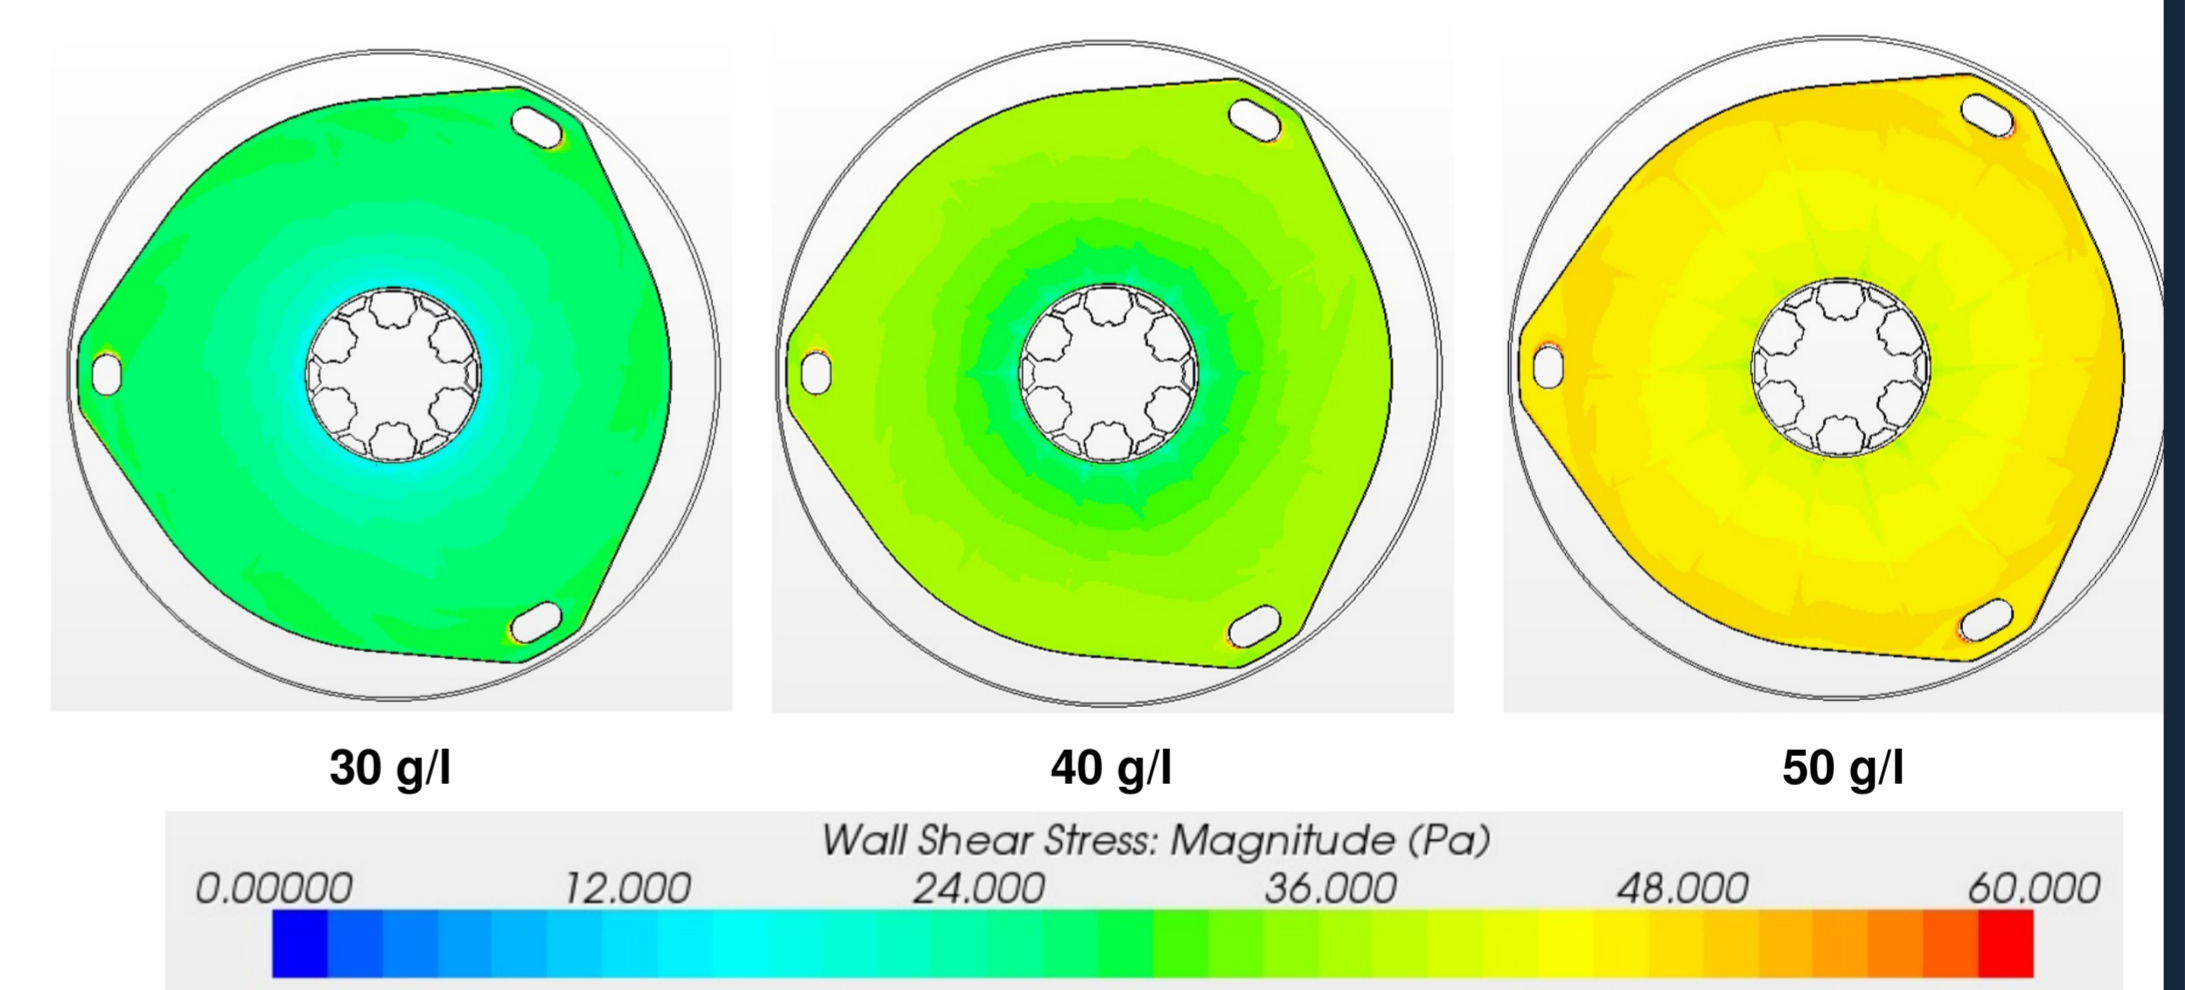 30 g/l 40 g/l 50 g/l
Wall Shear Stress: Magnitude (Pa)
0.00000 12.000 24.000 36.000 48.000 60.000